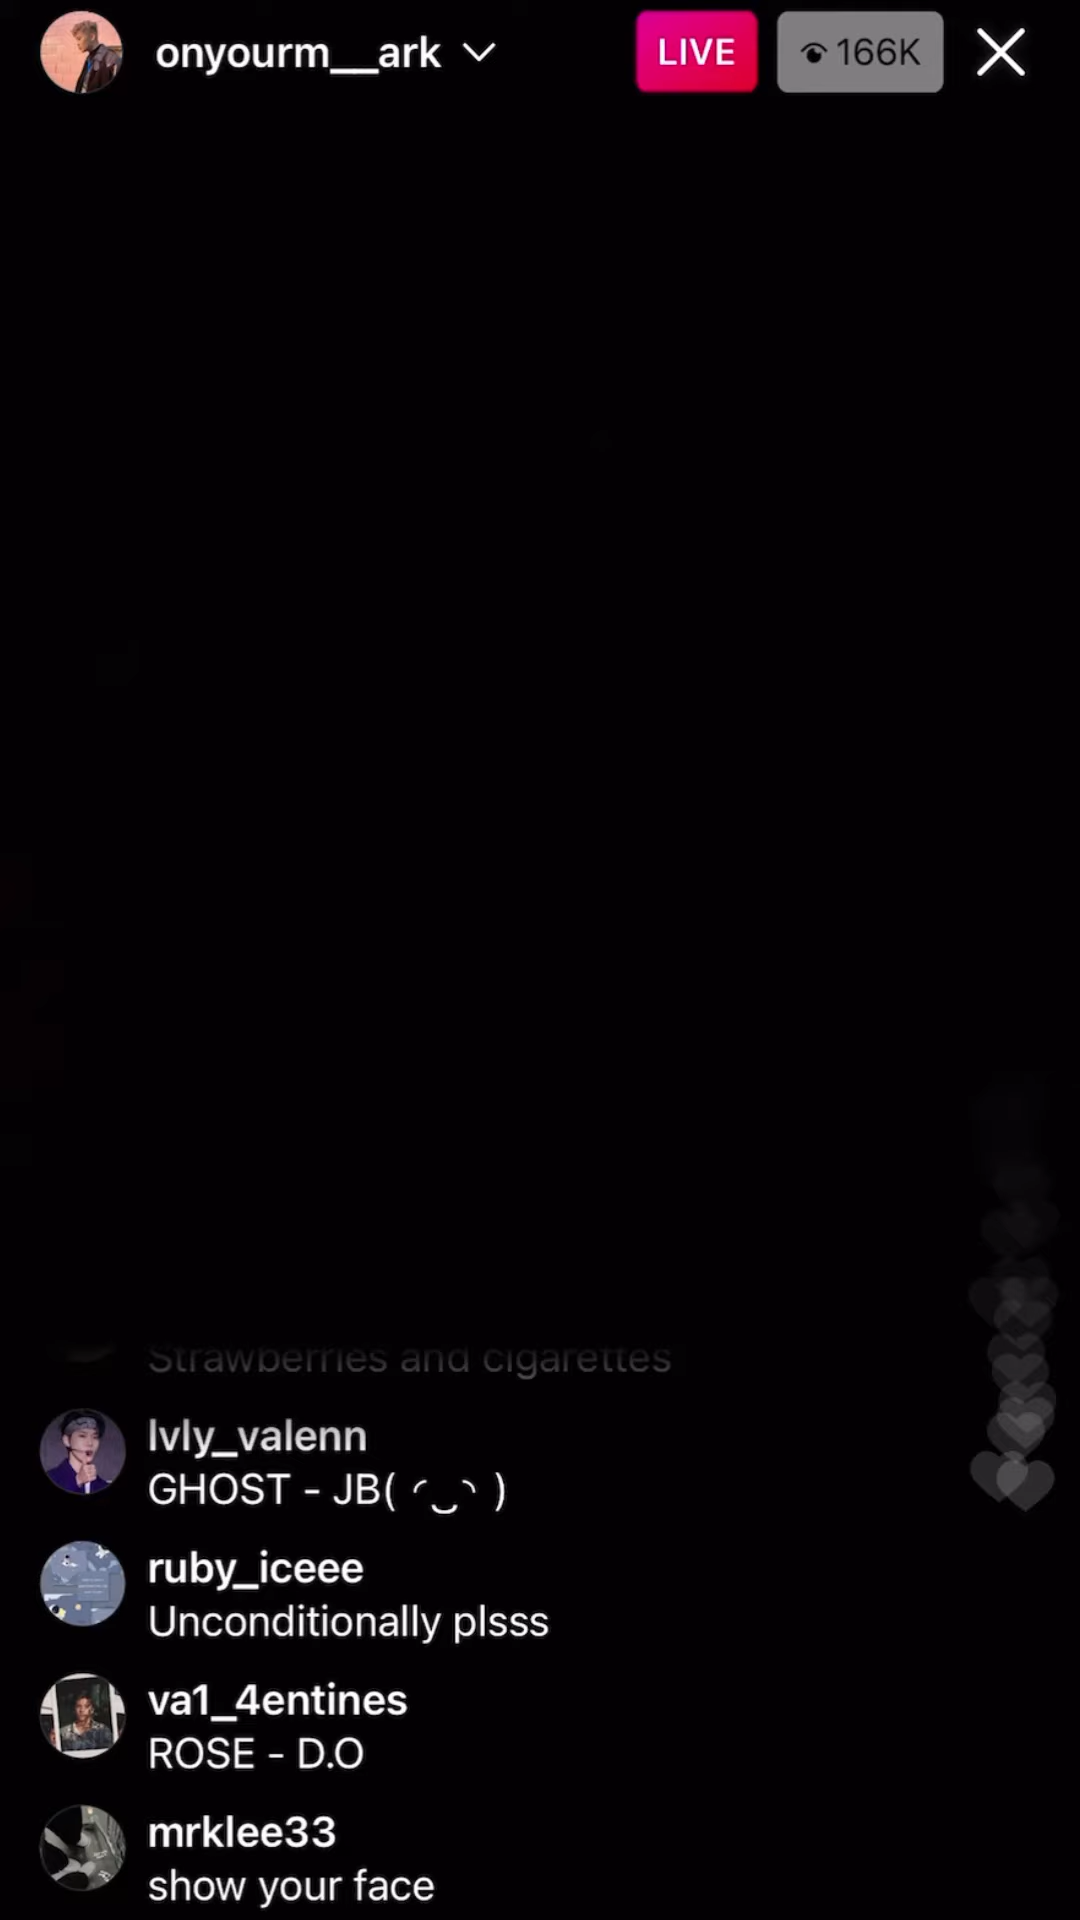 onyourm__ark
LIVE
166K
Strawberries and cigarettes
lvly_valenn
GHOST - JB( ◜‿◝ )
ruby_iceee
Unconditionally plsss
va1_4entines
ROSE - D.O
mrklee33
show your face